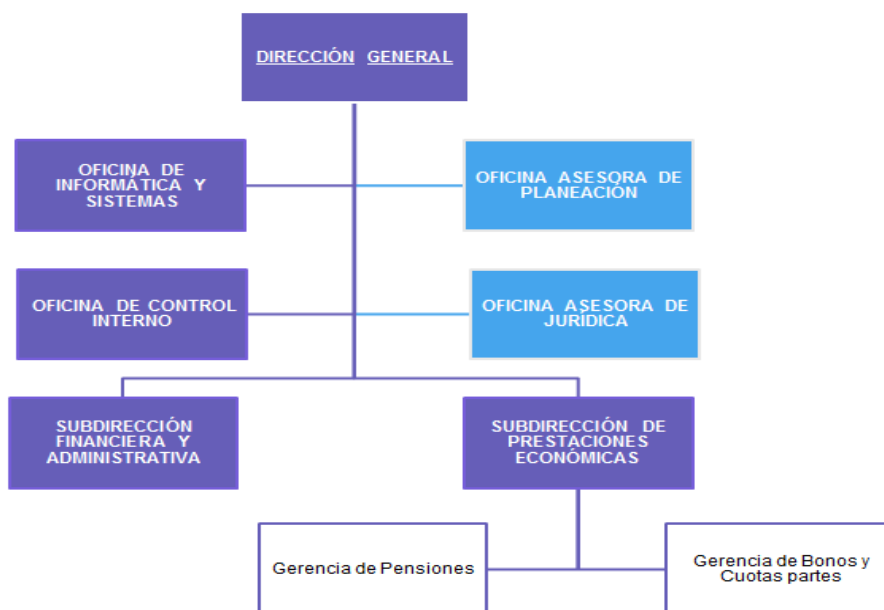 DIRECCIÓN GENERAL
OFICINA DE
INFORMÁTICA Y
SISTEMAS
OFICINA ASESORA DE
PLANEACIÓN
OFICINA DE CONTROL
INTERNO
OFICINA ASESORA DE
JURÍDICA
SUBDIRECCIÓN
FINANCIERA Y
ADMINISTRATIVA
SUBDIRECCIÓN DE
PRESTACIONES
ECONÓMICAS
Gerencia de Pensiones
Gerencia de Bonos y
Cuotas partes